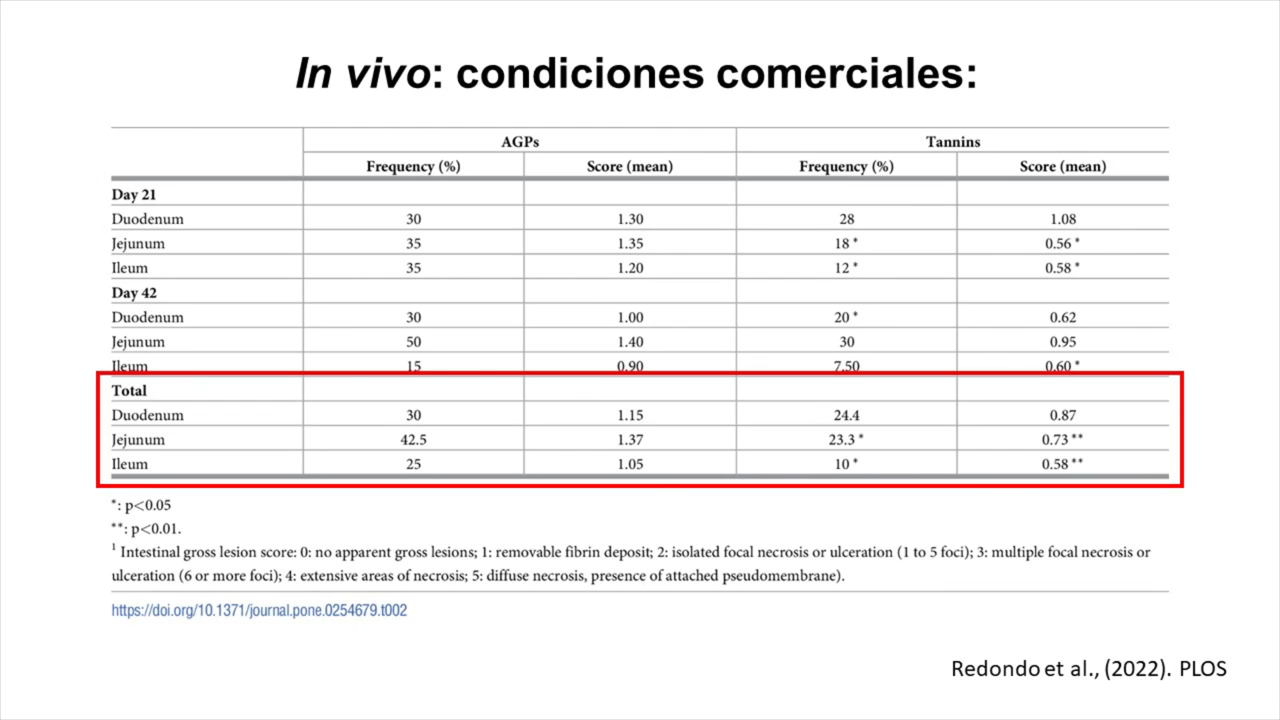 In vivo: condiciones comerciales:
AGPs Tannins
Frequency (%) Score (mean) Frequency (%) Score (mean)
Day 21
Duodenum 30 1.30 28 1.08
Jejunum 35 1.35 18 * 0.56 *
Ileum 35 1.20 12 * 0.58 *
Day 42
Duodenum 30 1.00 20 * 0.62
Jejunum 50 1.40 30 0.95
Ileum 15 0.90 7.50 0.60 *
Total
Duodenum 30 1.15 24.4 0.87
Jejunum 42.5 1.37 23.3 * 0.73 **
Ileum 25 1.05 10 * 0.58 **
*: p<0.05
**: p<0.01.
1 Intestinal gross lesion score: 0: no apparent gross lesions; 1: removable fibrin deposit; 2: isolated focal necrosis or ulceration (1 to 5 foci); 3: multiple focal necrosis or
ulceration (6 or more foci); 4: extensive areas of necrosis; 5: diffuse necrosis, presence of attached pseudomembrane).
https://doi.org/10.1371/journal.pone.0254679.t002
Redondo et al., (2022). PLOS